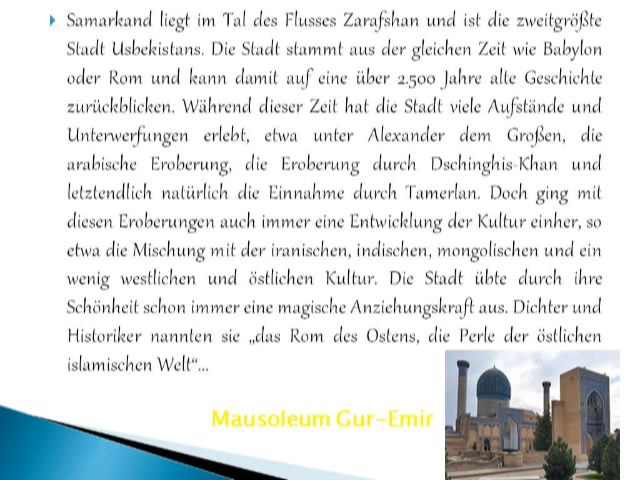 Samarkand liegt im Tal des Flusses Zarafshan und ist die zweitgrößte
Stadt Usbekistans. Die Stadt stammt aus der gleichen Zeit wie Babylon
oder Rom und kann damit auf eine über 2.500 Jahre alte Geschichte
zurückblicken. Während dieser Zeit hat die Stadt viele Aufstände und
Unterwerfungen erlebt, etwa unter Alexander dem Großen, die
arabische Eroberung, die Eroberung durch Dschinghis-Khan und
letztendlich natürlich die Einnahme durch Tamerlan. Doch ging mit
diesen Eroberungen auch immer eine Entwicklung der Kultur einher, so
etwa die Mischung mit der iranischen, indischen, mongolischen und ein
wenig westlichen und östlichen Kultur. Die Stadt übte durch ihre
Schönheit schon immer eine magische Anziehungskraft aus. Dichter und
Historiker nannten sie „das Rom des Ostens, die Perle der östlichen
islamischen Welt“...
Mausoleum Gur-Emir